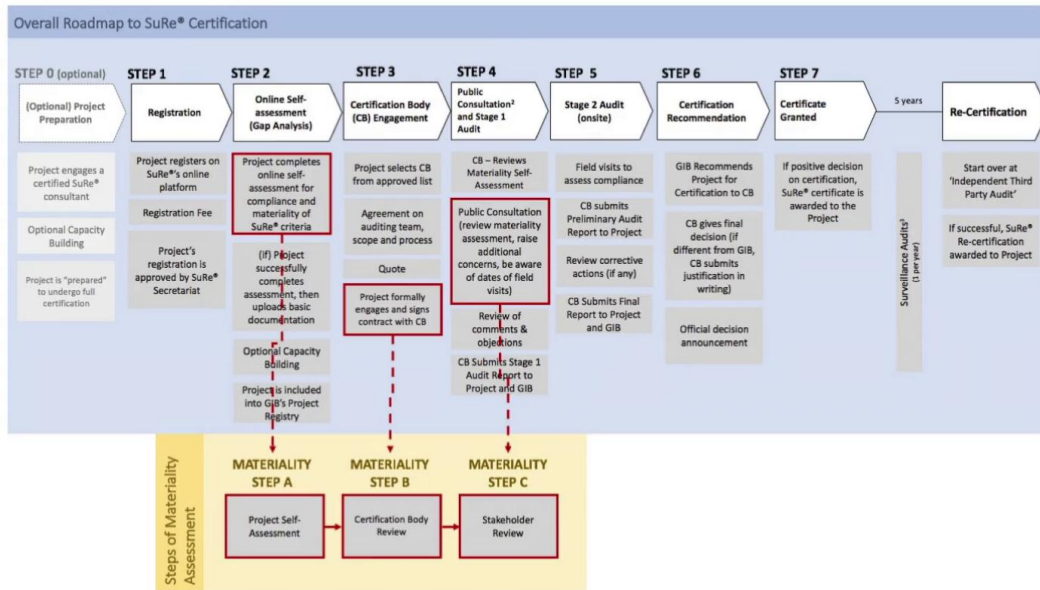 Overall Roadmap to SuRe® Certification
STEP 0 (optional)
(Optional) Project
Preparation
Project engages a
certified SuRe®
consultant
Optional Capacity
Building
Project is "prepared"
to undergo full
certification
STEP 1
Registration
Project registers on
SuRe®'s online
platform
Registration Fee
Project's
registration is
approved by SuRe®
Secretariat
STEP 2
Online Self-
assessment
(Gap Analysis)
Project completes
online self-
assessment for
compliance and
materiality of
SuRe® criteria
(if) Project
successfully
completes
assessment, then
uploads basic
documentation
Optional Capacity
Building
Project is included
into GIB's Project
Registry
STEP 3
Certification Body
(CB) Engagement
Project selects CB
from approved list
Agreement on
auditing team,
scope and process
Quote
Project formally
engages and signs
contract with CB
STEP 4
Public
Consultation²
and Stage 1
Audit
CB – Reviews
Materiality Self-
Assessment
Public Consultation
(review materiality
assessment, raise
additional
concerns, be aware
of dates of field
visits)
Review of
comments &
objections
CB Submits Stage 1
Audit Report to
Project and GIB
STEP 5
Stage 2 Audit
(onsite)
Field visits to
assess compliance
CB submits
Preliminary Audit
Report to Project
Review corrective
actions (if any)
CB Submits Final
Report to Project
and GIB
STEP 6
Certification
Recommendation
GIB Recommends
Project for
Certification to CB
CB gives final
decision (if
different from GIB,
CB submits
justification in
writing)
Official decision
announcement
STEP 7
Certificate
Granted
If positive decision
on certification,
SuRe® certificate is
awarded to the
Project
5 years
Surveillance Audits³
(1 per year)
Re-Certification
Start over at
'Independent Third
Party Audit'
If successful, SuRe®
Re-certification
awarded to Project
Steps of Materiality
Assessment
MATERIALITY
STEP A
Project Self-
Assessment
MATERIALITY
STEP B
Certification Body
Review
MATERIALITY
STEP C
Stakeholder
Review